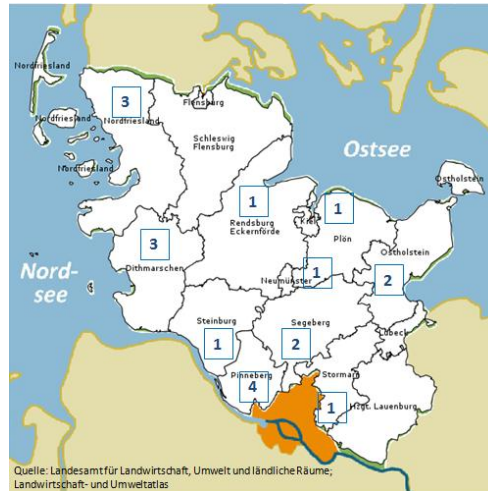 Nordfriesland
3
Nordfriesland
Flensburg
Nordfriesland
Schleswig
Flensburg
Nordfriesland
Ostsee
Ostholstein
1
Rendsburg
Eckernförde
Kiel
1
Plön
3
Dithmarschen
Ostholstein
Nord-
see
Neumünster
1
2
Steinburg
1
Segeberg
2
Lübeck
Pinneberg
4
Stormarn
1
Hzgt. Lauenburg
Quelle: Landesamt für Landwirtschaft, Umwelt und ländliche Räume;
Landwirtschaft- und Umweltatlas